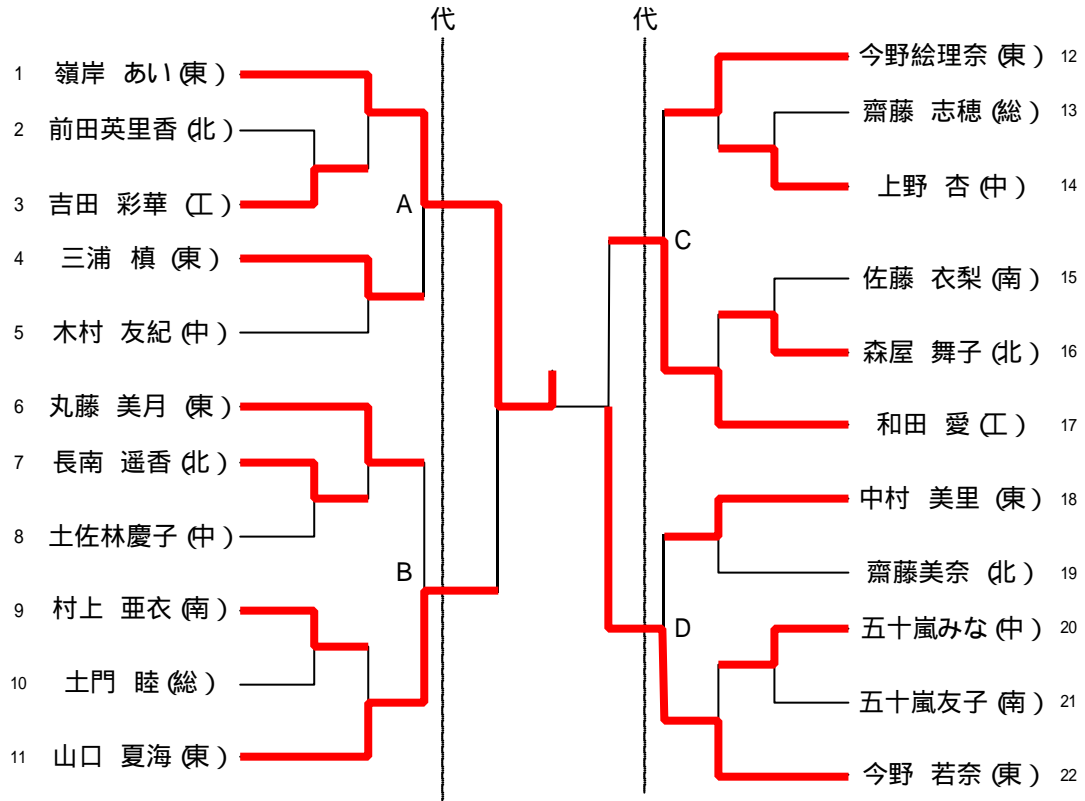 代
代
1 嶺岸 あい (東)
2 前田英里香 (北)
3 吉田 彩華 (工)
4 三浦 槙 (東)
5 木村 友紀 (中)
6 丸藤 美月 (東)
7 長南 遥香 (北)
8 土佐林慶子 (中)
9 村上 亜衣 (南)
10 土門 睦 (総)
11 山口 夏海 (東)
A
B
C
D
今野絵理奈 (東) 12
齋藤 志穂 (総) 13
上野 杏 (中) 14
佐藤 衣梨 (南) 15
森屋 舞子 (北) 16
和田 愛 (工) 17
中村 美里 (東) 18
齋藤美奈 (北) 19
五十嵐みな (中) 20
五十嵐友子 (南) 21
今野 若奈 (東) 22